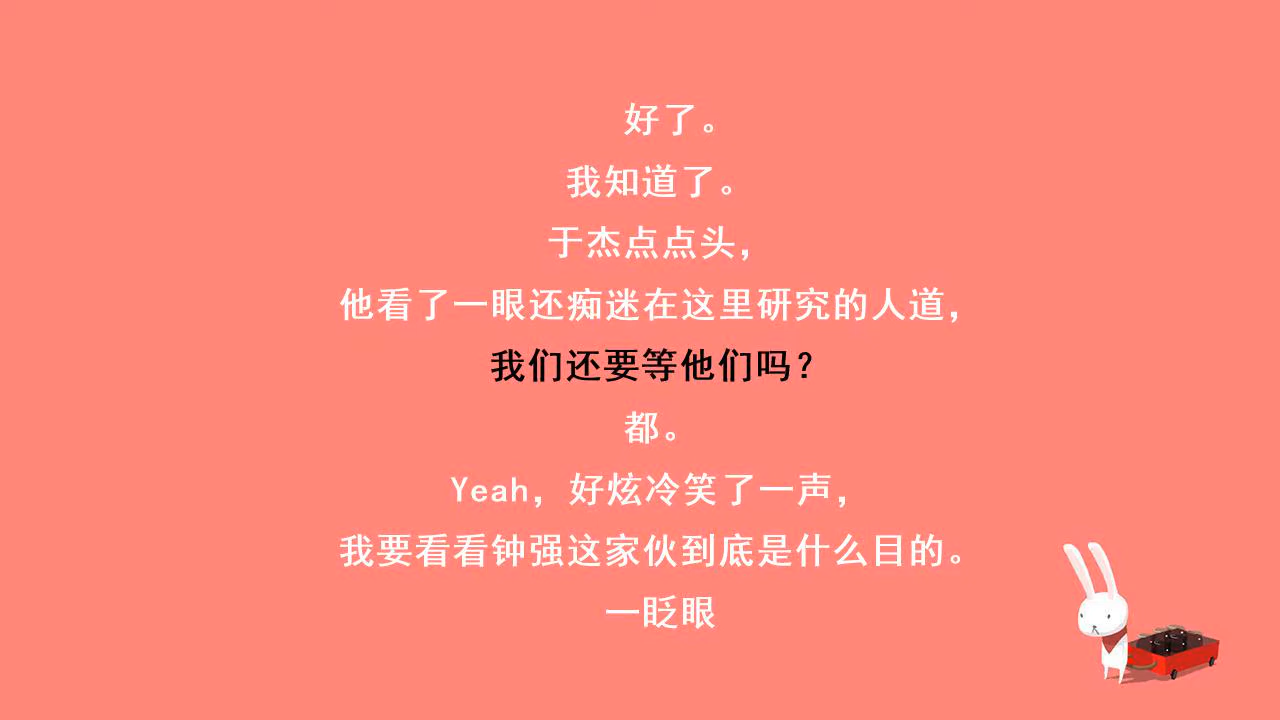 好了。
我知道了。
于杰点点头，
他看了一眼还痴迷在这里研究的人道，
我们还要等他们吗？
都。
Yeah，好炫冷笑了一声，
我要看看钟强这家伙到底是什么目的。
一眨眼